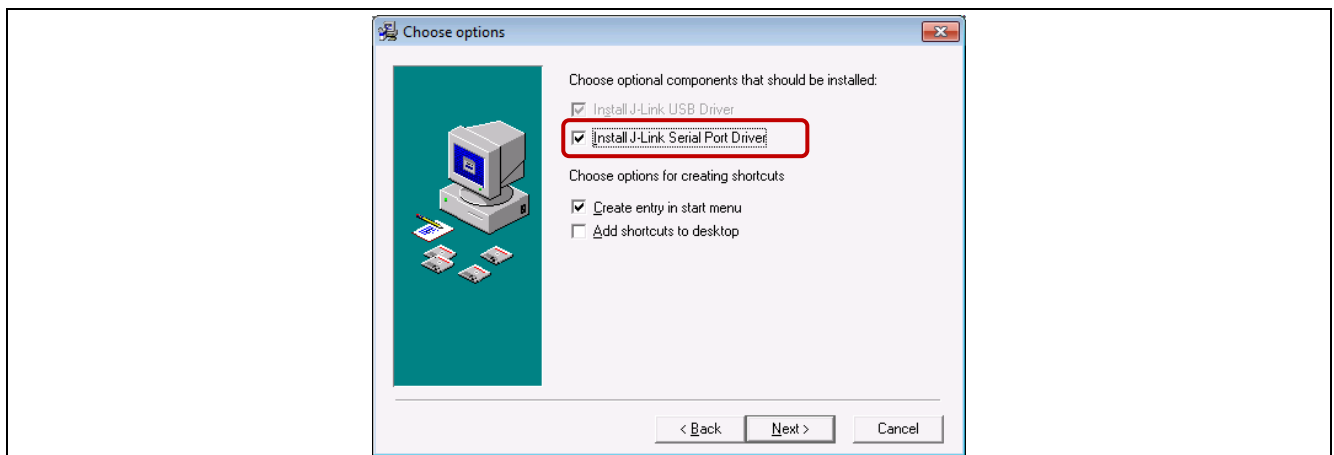 Choose options
Choose optional components that should be installed:
Install J-Link USB Driver
Install J-Link Serial Port Driver
Choose options for creating shortcuts
Create entry in start menu
Add shortcuts to desktop
< Back Next > Cancel